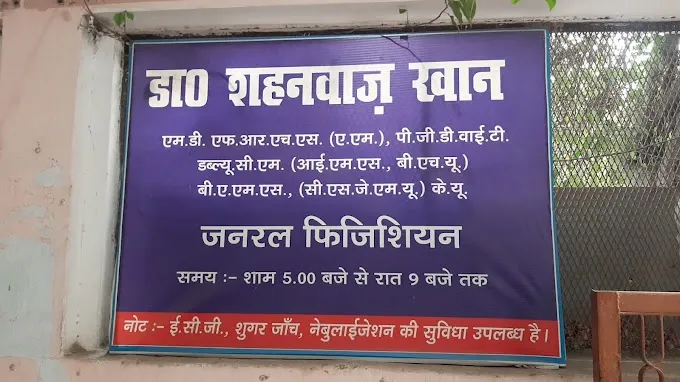 डा० शहनवाज़ खान
एम.डी. एफ.आर.एच.एस. (ए.एम.), पी.जी.डी.वाई.टी.
डब्ल्यू.सी.एम. (आई.एम.एस., बी.एच.यू.)
बी.ए.एम.एस., (सी.एस.जे.एम.यू.) के.यू.
जनरल फिजिशियन
समय :– शाम 5.00 बजे से रात 9 बजे तक
नोट :– ई.सी.जी., शुगर जाँच, नेबुलाईजेशन की सुविधा उपलब्ध है।